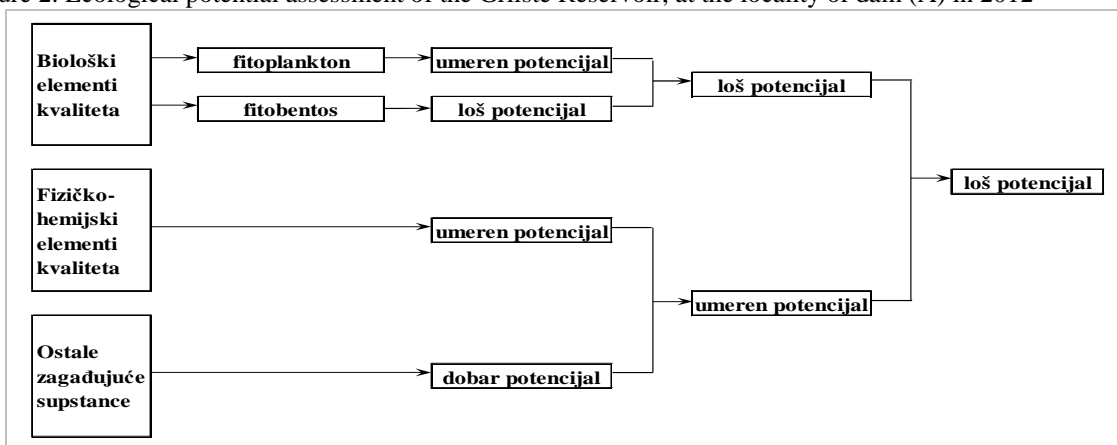 2. Ecological potential assessment of the Grlište Reservoir, at the locality of dam (A) in 2012
Biološki
elementi
kvaliteta
fitoplankton
umeren potencijal
fitobentos
loš potencijal
loš potencijal
loš potencijal
Fizičko-
hemijski
elementi
kvaliteta
umeren potencijal
umeren potencijal
Ostale
zagađujuće
supstance
dobar potencijal